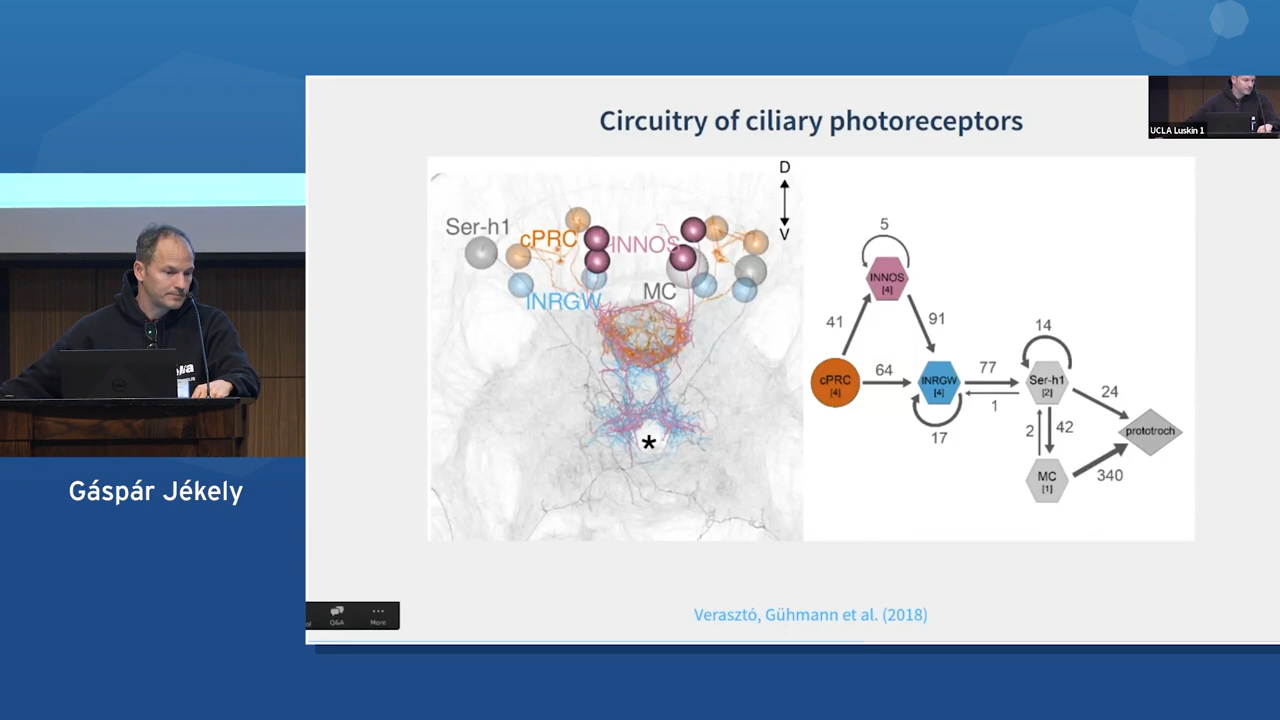 Circuitry of ciliary photoreceptors
UCLA Luskin 1
D
V
Ser-h1
cPRC
INNOS
INRGW
MC
*
5
INNOS
[4]
41
91
cPRC
[4]
64
INRGW
[4]
77
1
17
14
Ser-h1
[2]
24
2
42
prototroch
MC
[1]
340
Verasztó, Gühmann et al. (2018)
Q&A
More
Gáspár Jékely